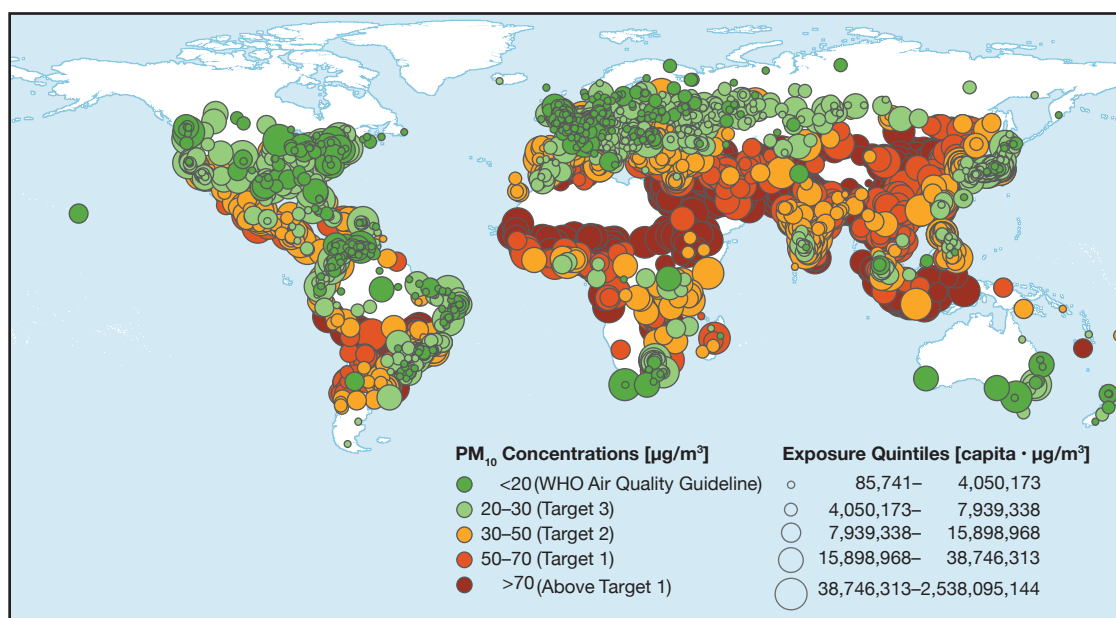 PM10 Concentrations [µg/m³]
<20 (WHO Air Quality Guideline)
20–30 (Target 3)
30–50 (Target 2)
50–70 (Target 1)
>70 (Above Target 1)
Exposure Quintiles [capita · µg/m³]
85,741– 4,050,173
4,050,173– 7,939,338
7,939,338– 15,898,968
15,898,968– 38,746,313
38,746,313–2,538,095,144